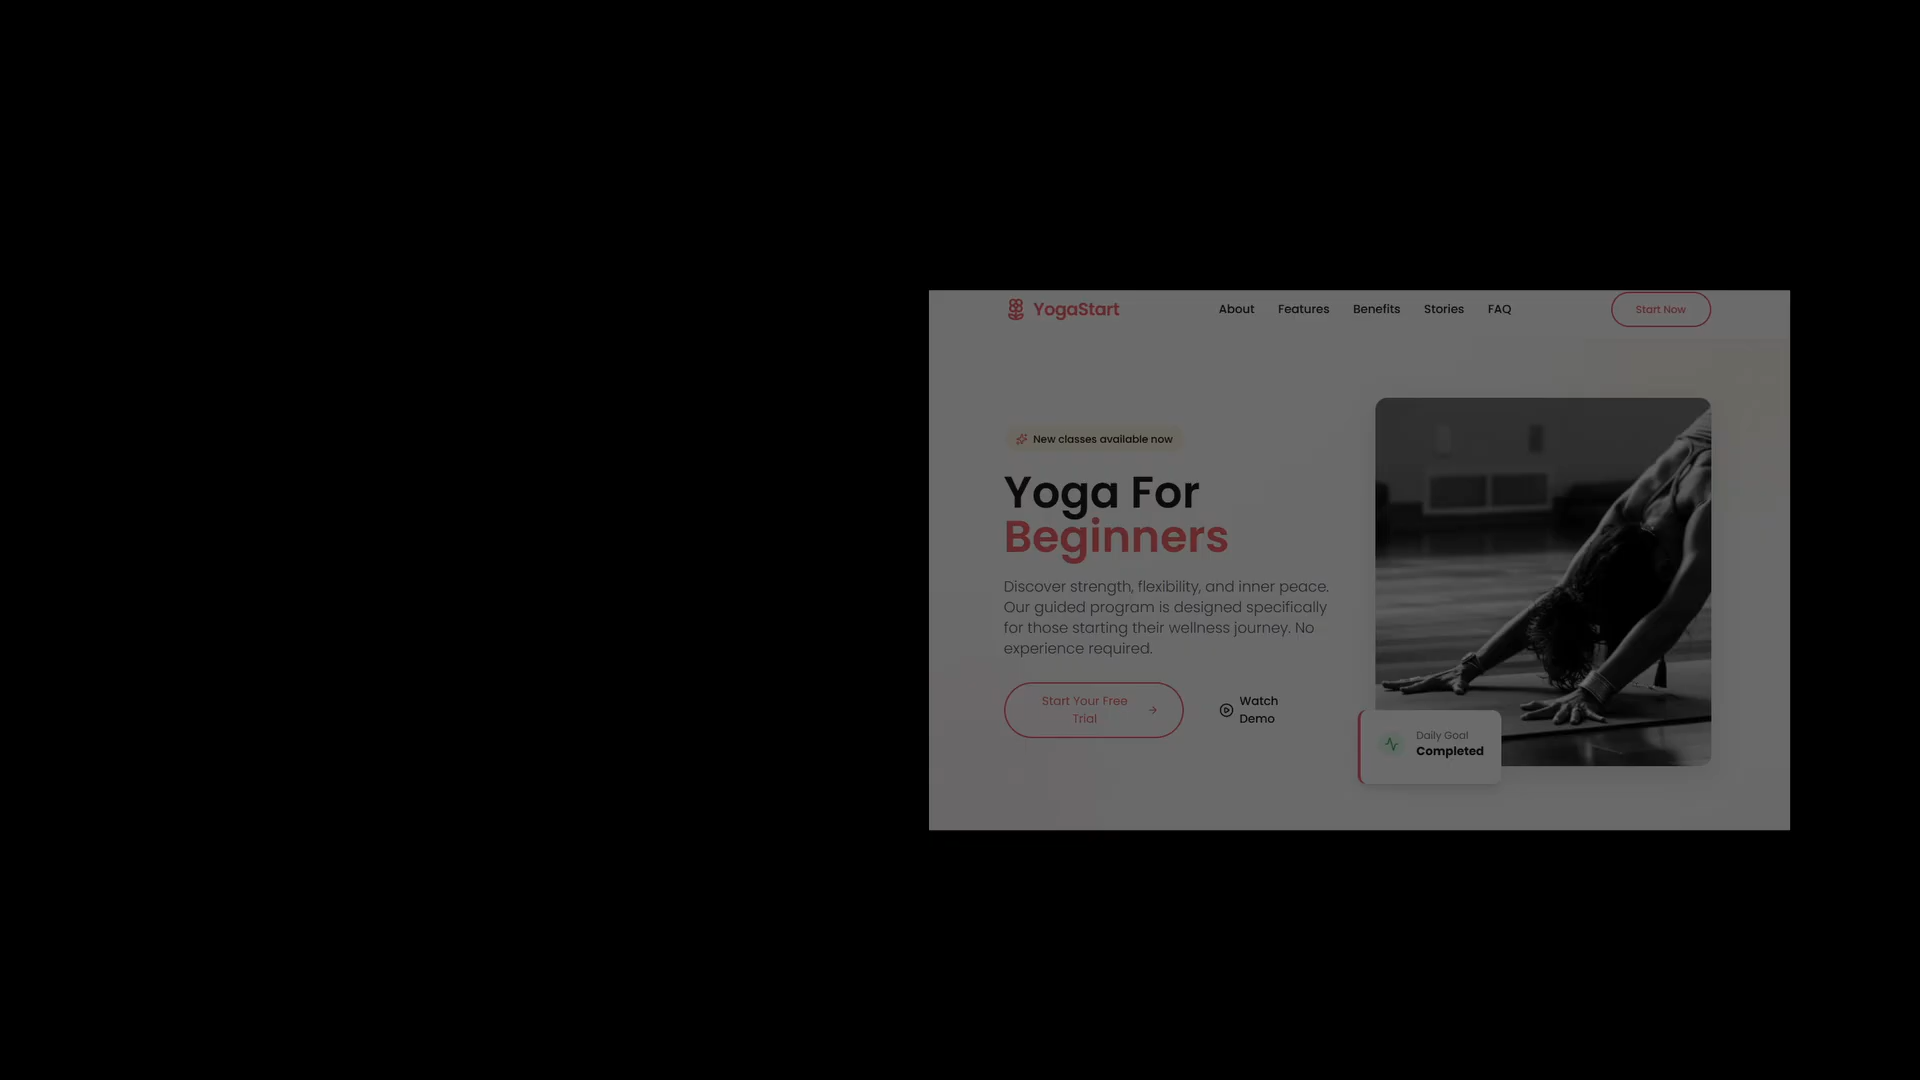 YogaStart
About
Features
Benefits
Stories
FAQ
Start Now
New classes available now
Yoga For
Beginners
Discover strength, flexibility, and inner peace.
Our guided program is designed specifically
for those starting their wellness journey. No
experience required.
Start Your Free
Trial
Watch
Demo
Daily Goal
Completed